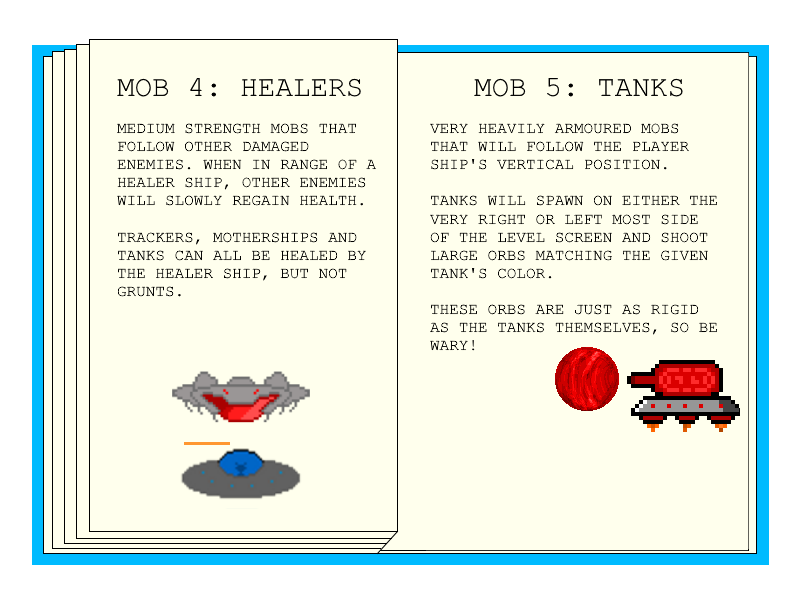 MOB 4: HEALERS
MEDIUM STRENGTH MOBS THAT
FOLLOW OTHER DAMAGED
ENEMIES. WHEN IN RANGE OF A
HEALER SHIP, OTHER ENEMIES
WILL SLOWLY REGAIN HEALTH.
TRACKERS, MOTHERSHIPS AND
TANKS CAN ALL BE HEALED BY
THE HEALER SHIP, BUT NOT
GRUNTS.
MOB 5: TANKS
VERY HEAVILY ARMOURED MOBS
THAT WILL FOLLOW THE PLAYER
SHIP'S VERTICAL POSITION.
TANKS WILL SPAWN ON EITHER THE
VERY RIGHT OR LEFT MOST SIDE
OF THE LEVEL SCREEN AND SHOOT
LARGE ORBS MATCHING THE GIVEN
TANK'S COLOR.
THESE ORBS ARE JUST AS RIGID
AS THE TANKS THEMSELVES, SO BE
WARY!